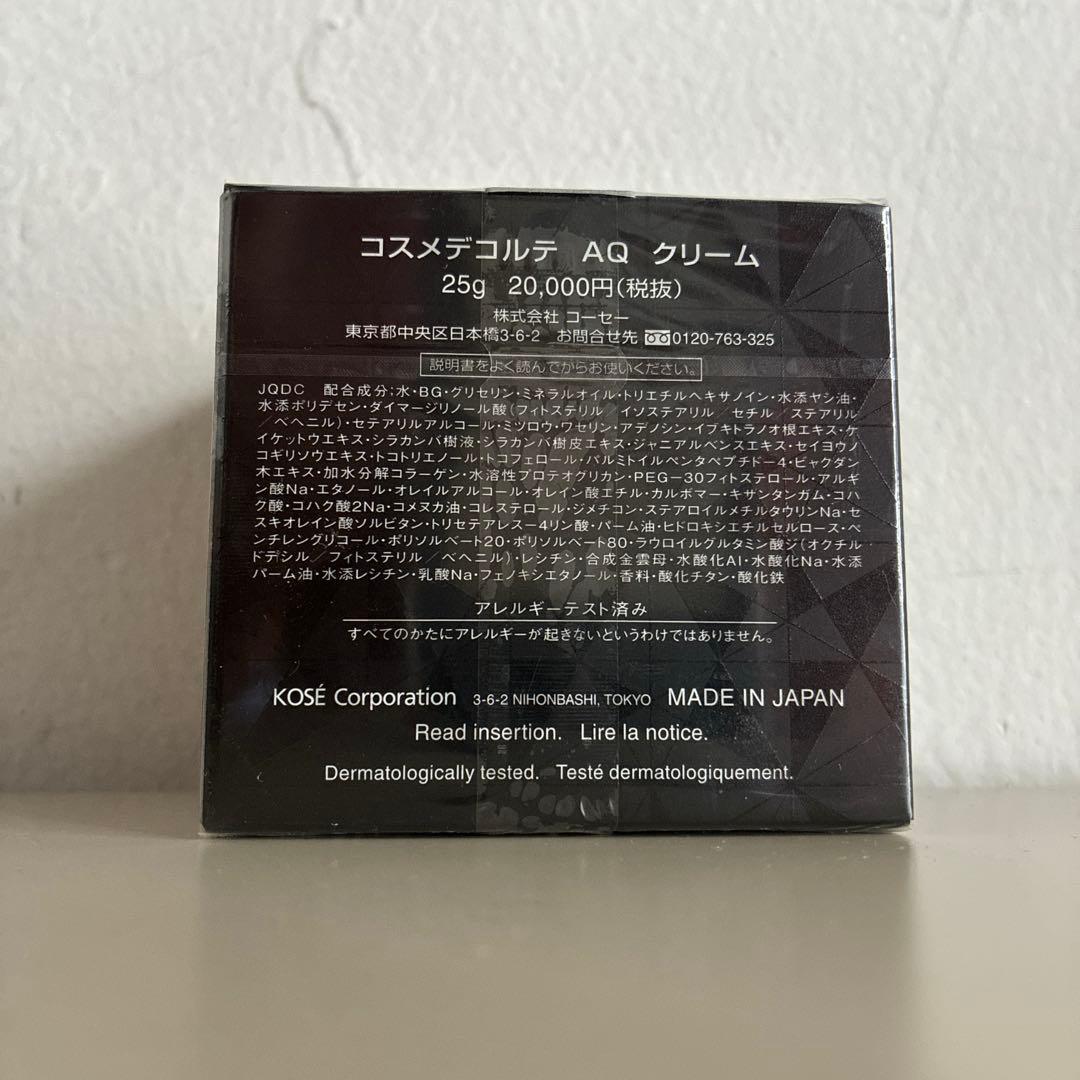 コスメデコルテ AQ クリーム
25g 20,000円(税抜)
株式会社 コーセー
東京都中央区日本橋3-6-2 お問合せ先 0120-763-325
説明書をよく読んでからお使いください。
JQDC 配合成分;水・BG・グリセリン・ミネラルオイル・トリエチルヘキサノイン・水添ヤシ油・
水添ポリデセン・ダイマージリノール酸(フィトステリル/イソステアリル/セチル/ステアリル
/ベヘニル)・セテアリルアルコール・ミツロウ・ワセリン・アデノシン・イブキトラノオ根エキス・ケ
イケットウエキス・シラカンバ樹液・シラカンバ樹皮エキス・ジャニアルベンスエキス・セイヨウノ
コギリソウエキス・トコトリエノール・トコフェロール・パルミトイルペンタペプチド-4・ビャクダン
木エキス・加水分解コラーゲン・水溶性プロテオグリカン・PEG-30フィトステロール・アルギ
ン酸Na・エタノール・オレイルアルコール・オレイン酸エチル・カルボマー・キサンタンガム・コハ
ク酸・コハク酸2Na・コメヌカ油・コレステロール・ジメチコン・ステアロイルメチルタウリンNa・セ
スキオレイン酸ソルビタン・トリセテアレス-4リン酸・パーム油・ヒドロキシエチルセルロース・ペ
ンチレングリコール・ポリソルベート20・ポリソルベート80・ラウロイルグルタミン酸ジ(オクチル
ドデシル/フィトステリル/ベヘニル)・レシチン・合成金雲母・水酸化Al・水酸化Na・水添
パーム油・水添レシチン・乳酸Na・フェノキシエタノール・香料・酸化チタン・酸化鉄
アレルギーテスト済み
すべてのかたにアレルギーが起きないというわけではありません。
KOSÉ Corporation 3-6-2 NIHONBASHI, TOKYO MADE IN JAPAN
Read insertion. Lire la notice.
Dermatologically tested. Testé dermatologiquement.